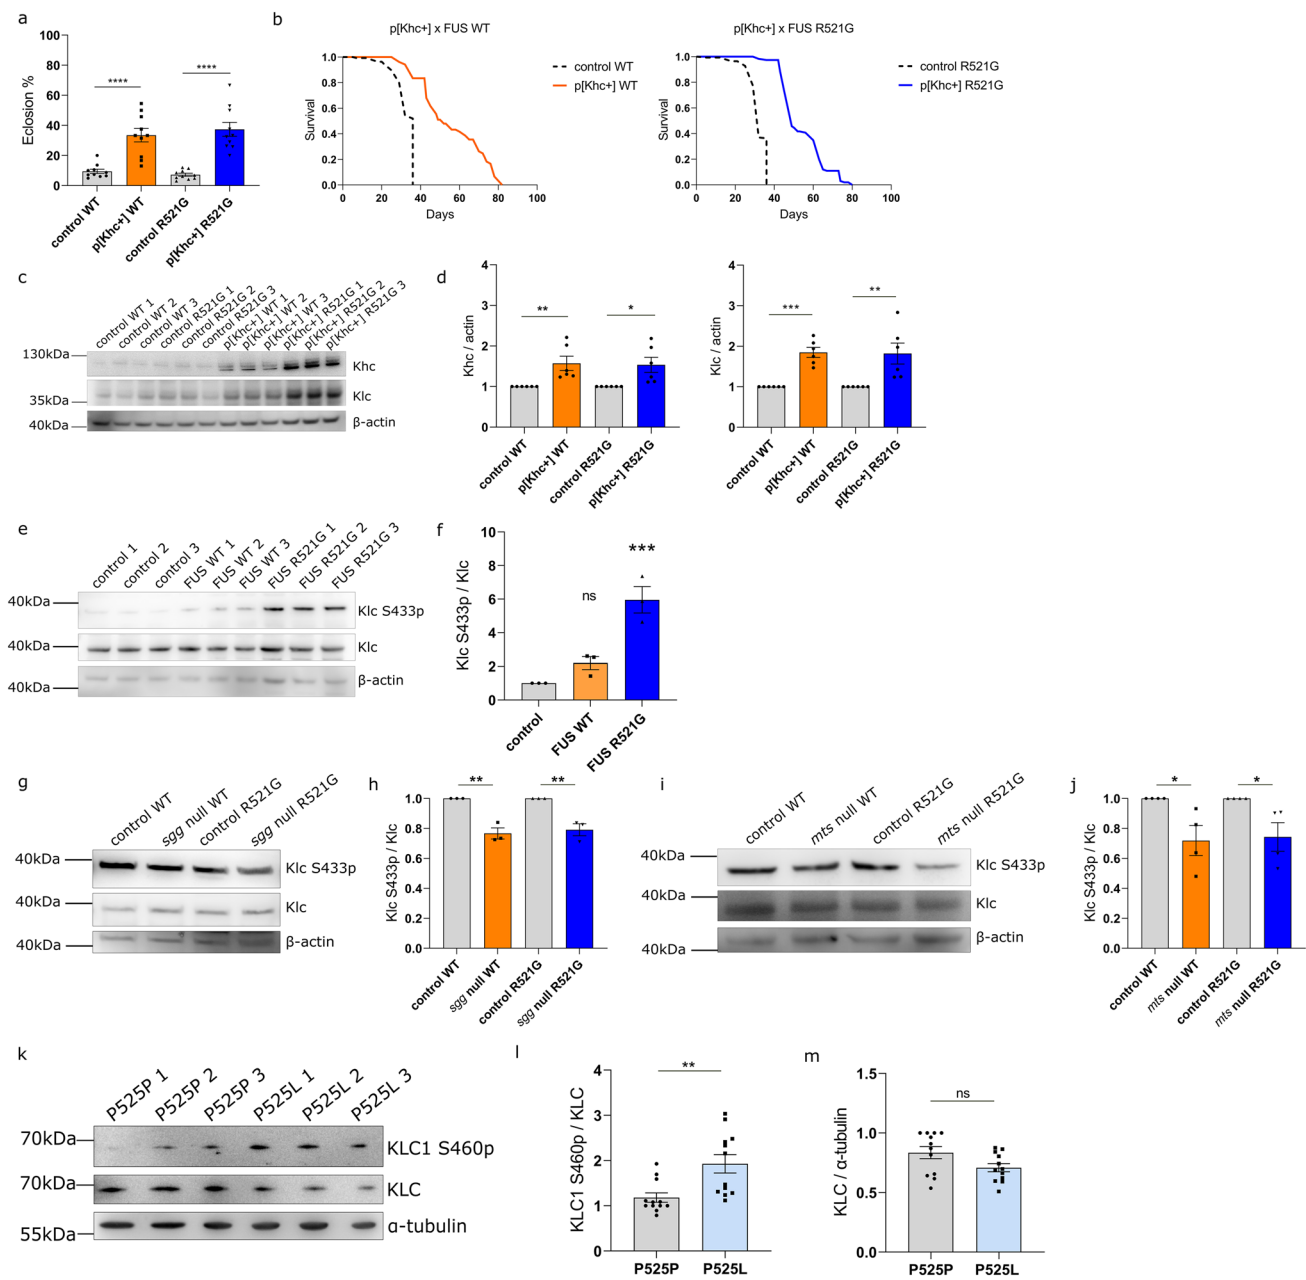 a
Eclosion %
100
80
60
40
20
0
****
****
control WT
p[Khc+] WT
control R521G
p[Khc+] R521G
b
p[Khc+] x FUS WT
Survival
1.0
0.8
0.6
0.4
0.2
0.0
0 20 40 60 80 100
Days
control WT
p[Khc+] WT
p[Khc+] x FUS R521G
Survival
1.0
0.8
0.6
0.4
0.2
0.0
0 20 40 60 80 100
Days
control R521G
p[Khc+] R521G
c
control WT 1
control WT 2
control WT 3
control R521G 1
control R521G 2
control R521G 3
p[Khc+] WT 1
p[Khc+] WT 2
p[Khc+] WT 3
p[Khc+] R521G 1
p[Khc+] R521G 2
p[Khc+] R521G 3
130kDa
Khc
35kDa
Klc
40kDa
β-actin
d
Khc / actin
4
3
2
1
0
**
*
control WT
p[Khc+] WT
control R521G
p[Khc+] R521G
Klc / actin
4
3
2
1
0
***
**
control WT
p[Khc+] WT
control R521G
p[Khc+] R521G
e
control 1
control 2
control 3
FUS WT 1
FUS WT 2
FUS WT 3
FUS R521G 1
FUS R521G 2
FUS R521G 3
40kDa
Klc S433p
40kDa
Klc
40kDa
β-actin
f
Klc S433p / Klc
10
8
6
4
2
0
ns
***
control
FUS WT
FUS R521G
g
control WT
sgg null WT
control R521G
sgg null R521G
40kDa
Klc S433p
40kDa
Klc
40kDa
β-actin
h
Klc S433p / Klc
1.0
0.8
0.6
0.4
0.2
0.0
**
**
control WT
sgg null WT
control R521G
sgg null R521G
i
control WT
mts null WT
control R521G
mts null R521G
40kDa
Klc S433p
40kDa
Klc
40kDa
β-actin
j
Klc S433p / Klc
1.0
0.8
0.6
0.4
0.2
0.0
*
*
control WT
mts null WT
control R521G
mts null R521G
k
P525P 1
P525P 2
P525P 3
P525L 1
P525L 2
P525L 3
70kDa
KLC1 S460p
70kDa
KLC
55kDa
α-tubulin
l
KLC1 S460p / KLC
4
3
2
1
0
**
P525P
P525L
m
KLC / α-tubulin
1.5
1.0
0.5
0.0
ns
P525P
P525L